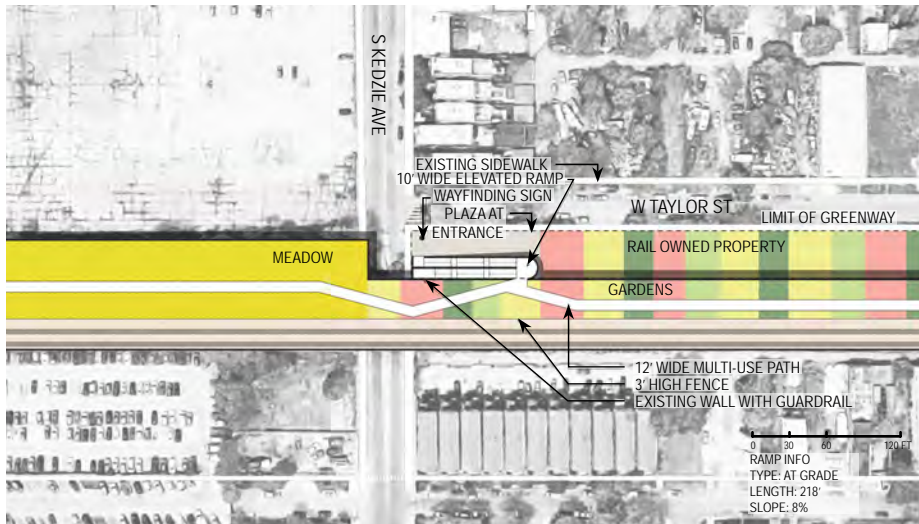 S KEDZIE AVE
EXISTING SIDEWALK
10' WIDE ELEVATED RAMP
WAYFINDING SIGN
PLAZA AT
ENTRANCE
W TAYLOR ST
LIMIT OF GREENWAY
MEADOW
RAIL OWNED PROPERTY
GARDENS
12' WIDE MULTI-USE PATH
3' HIGH FENCE
EXISTING WALL WITH GUARDRAIL
0 30 60 120 FT
RAMP INFO
TYPE: AT GRADE
LENGTH: 218'
SLOPE: 8%